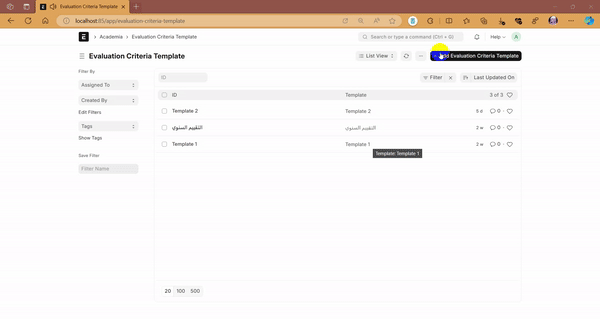 Evaluation Criteria Template
localhost:85/app/evaluation-criteria-template
Academia > Evaluation Criteria Template
Search or type a command (Ctrl + G)
Help
A
Evaluation Criteria Template
List View
Add Evaluation Criteria Template
Filter By
Assigned To
Created By
Edit Filters
Tags
Show Tags
Save Filter
Filter Name
ID
Filter
Last Updated On
ID Template 3 of 3
Template 2 Template 2 5 d 0
التقييم السنوي التقييم السنوي 2 w 0
Template 1 Template 1 2 w 0
Template: Template 1
20 100 500